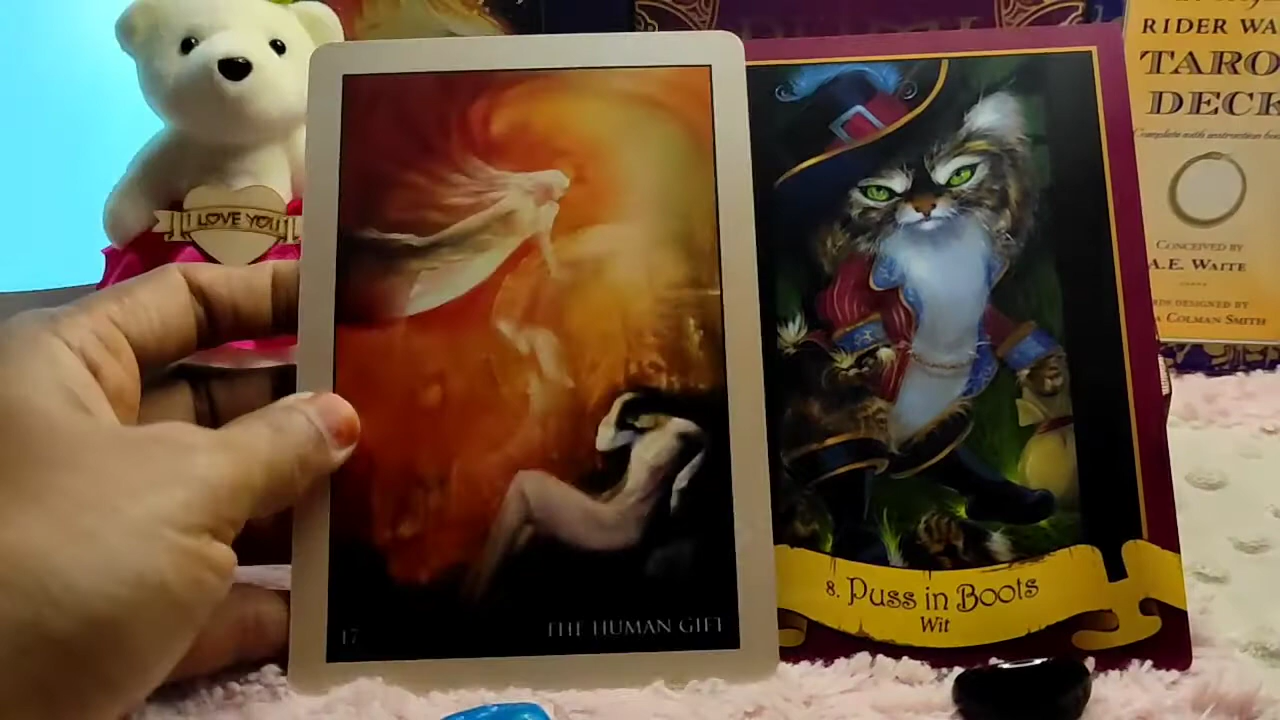 I LOVE YOU
17
THE HUMAN GIFT
8. Puss in Boots
Wit
RIDER WA
TARO
DECK
Complete with instruction boo
CONCEIVED BY
A.E. WAITE
DESIGNED BY
COLMAN SMITH